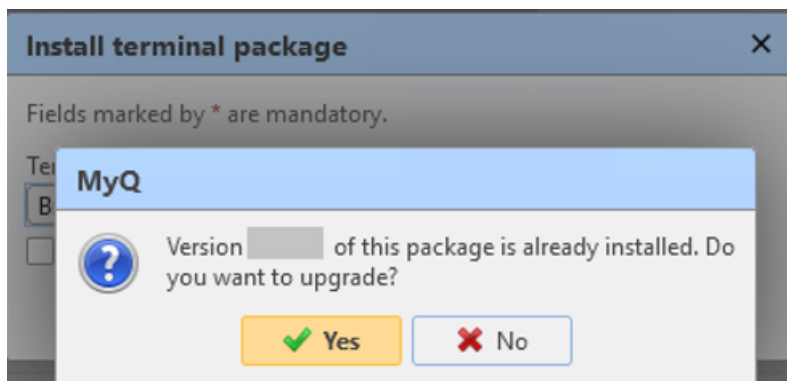 Install terminal package
Fields marked by * are mandatory.
MyQ
Version of this package is already installed. Do
you want to upgrade?
Yes
No